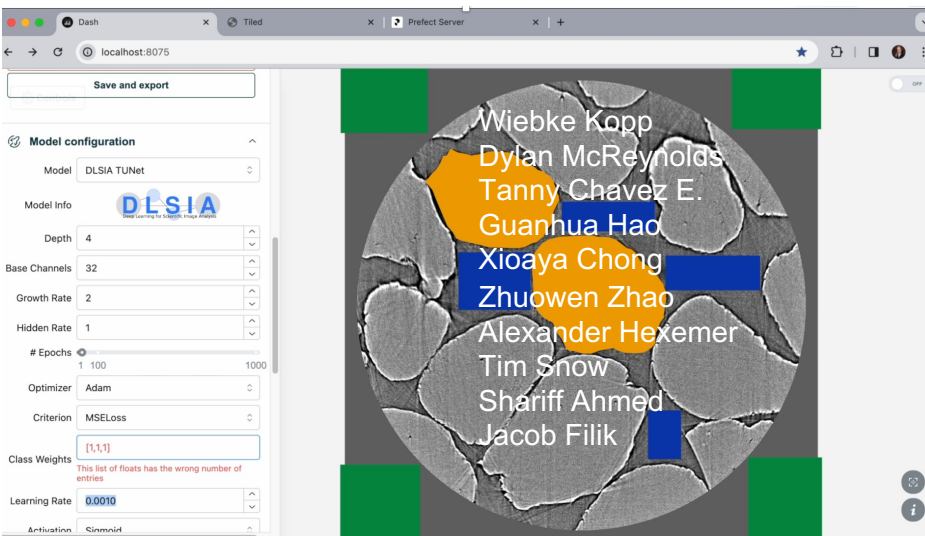 Dash
Tiled
Prefect Server
localhost:8075
Save and export
Controls
Model configuration
OFF
Model DLSIA TUNet
Model Info DLSIA
Deep Learning for Scientific Image Analysis
Depth 4
Base Channels 32
Growth Rate 2
Hidden Rate 1
# Epochs
1 100 1000
Optimizer Adam
Criterion MSELoss
Class Weights [1,1,1]
This list of floats has the wrong number of
entries
Learning Rate 0.0010
Activation Sigmoid
Wiebke Kopp
Dylan McReynolds
Tanny Chavez E.
Guanhua Hao
Xioaya Chong
Zhuowen Zhao
Alexander Hexemer
Tim Snow
Shariff Ahmed
Jacob Filik
i